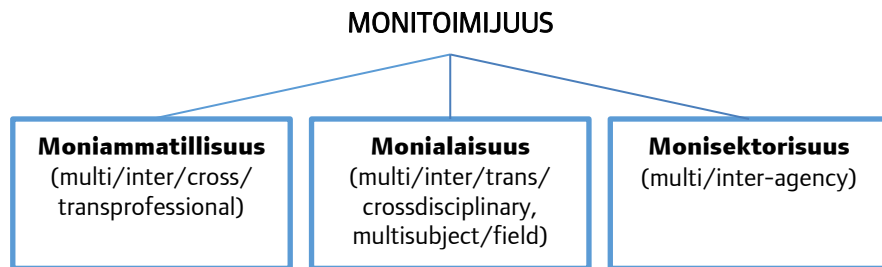 MONITOIMIJUUS
Moniammatillisuus
(multi/inter/cross/
transprofessional)
Monialaisuus
(multi/inter/trans/
crossdisciplinary,
multisubject/field)
Monisektorisuus
(multi/inter-agency)